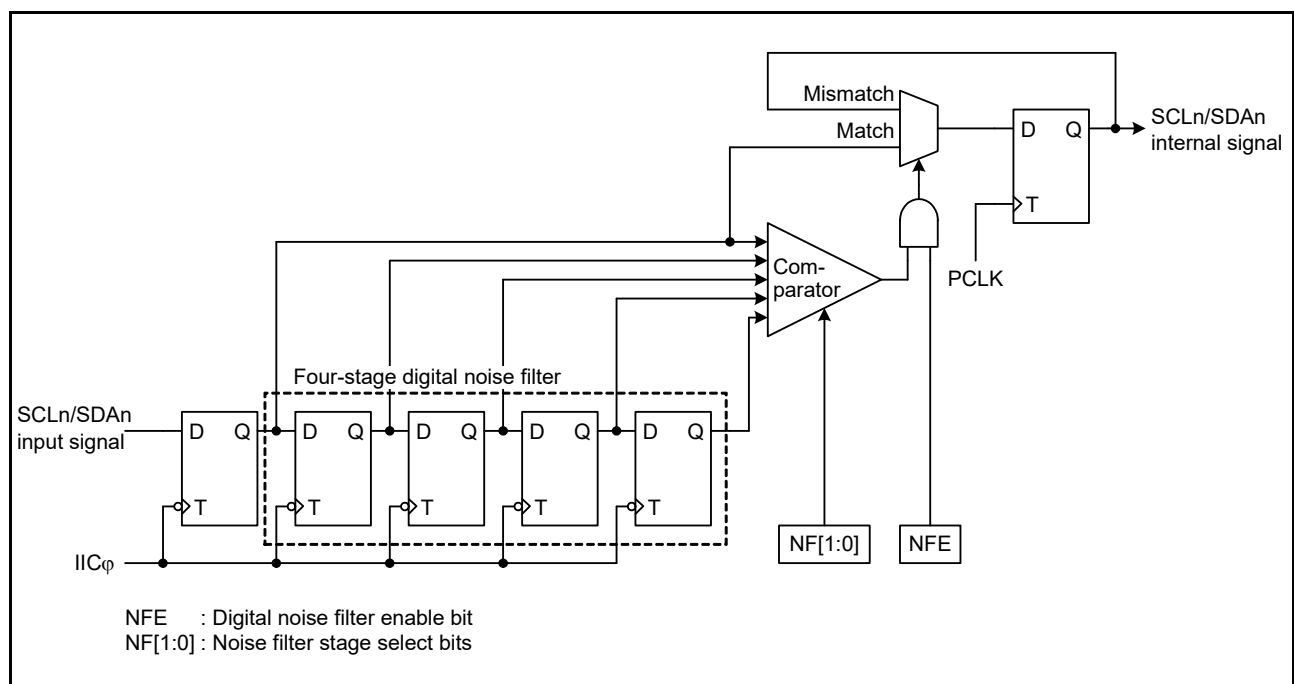 Mismatch
Match
D Q
T
SCLn/SDAn
internal signal
PCLK
Com-
parator
Four-stage digital noise filter
SCLn/SDAn
input signal
D Q D Q D Q D Q D Q
T T T T T
IICφ
NF[1:0] NFE
NFE : Digital noise filter enable bit
NF[1:0] : Noise filter stage select bits